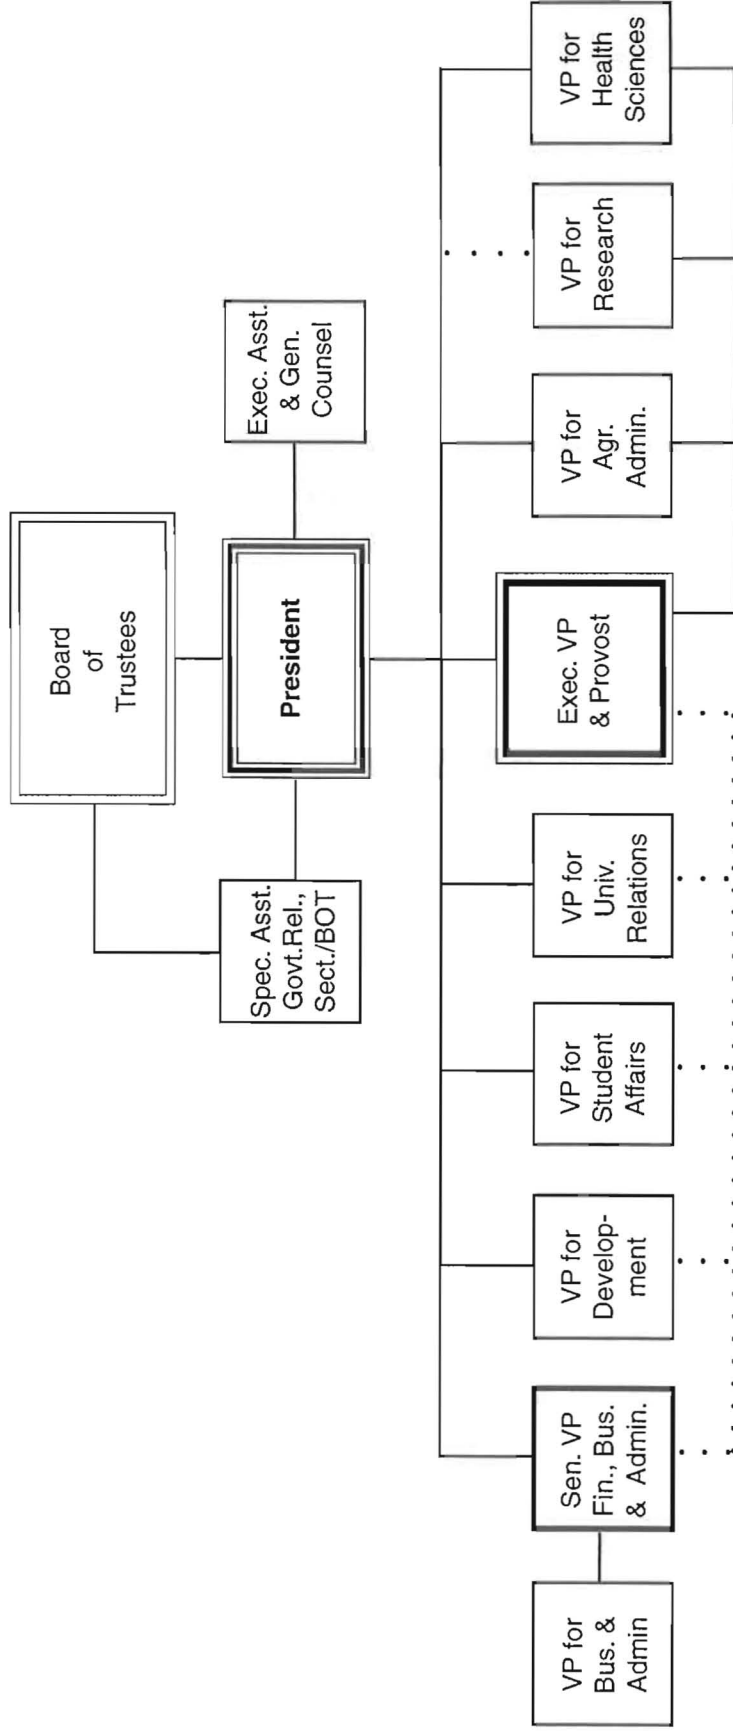 Board
of
Trustees
Spec. Asst.
Govt.Rel.,
Sect./BOT
President
Exec. Asst.
& Gen.
Counsel
VP for
Bus. &
Admin
Sen. VP
Fin., Bus.
& Admin.
VP for
Develop-
ment
VP for
Student
Affairs
VP for
Univ.
Relations
Exec. VP
& Provost
VP for
Agr.
Admin.
VP for
Research
VP for
Health
Sciences